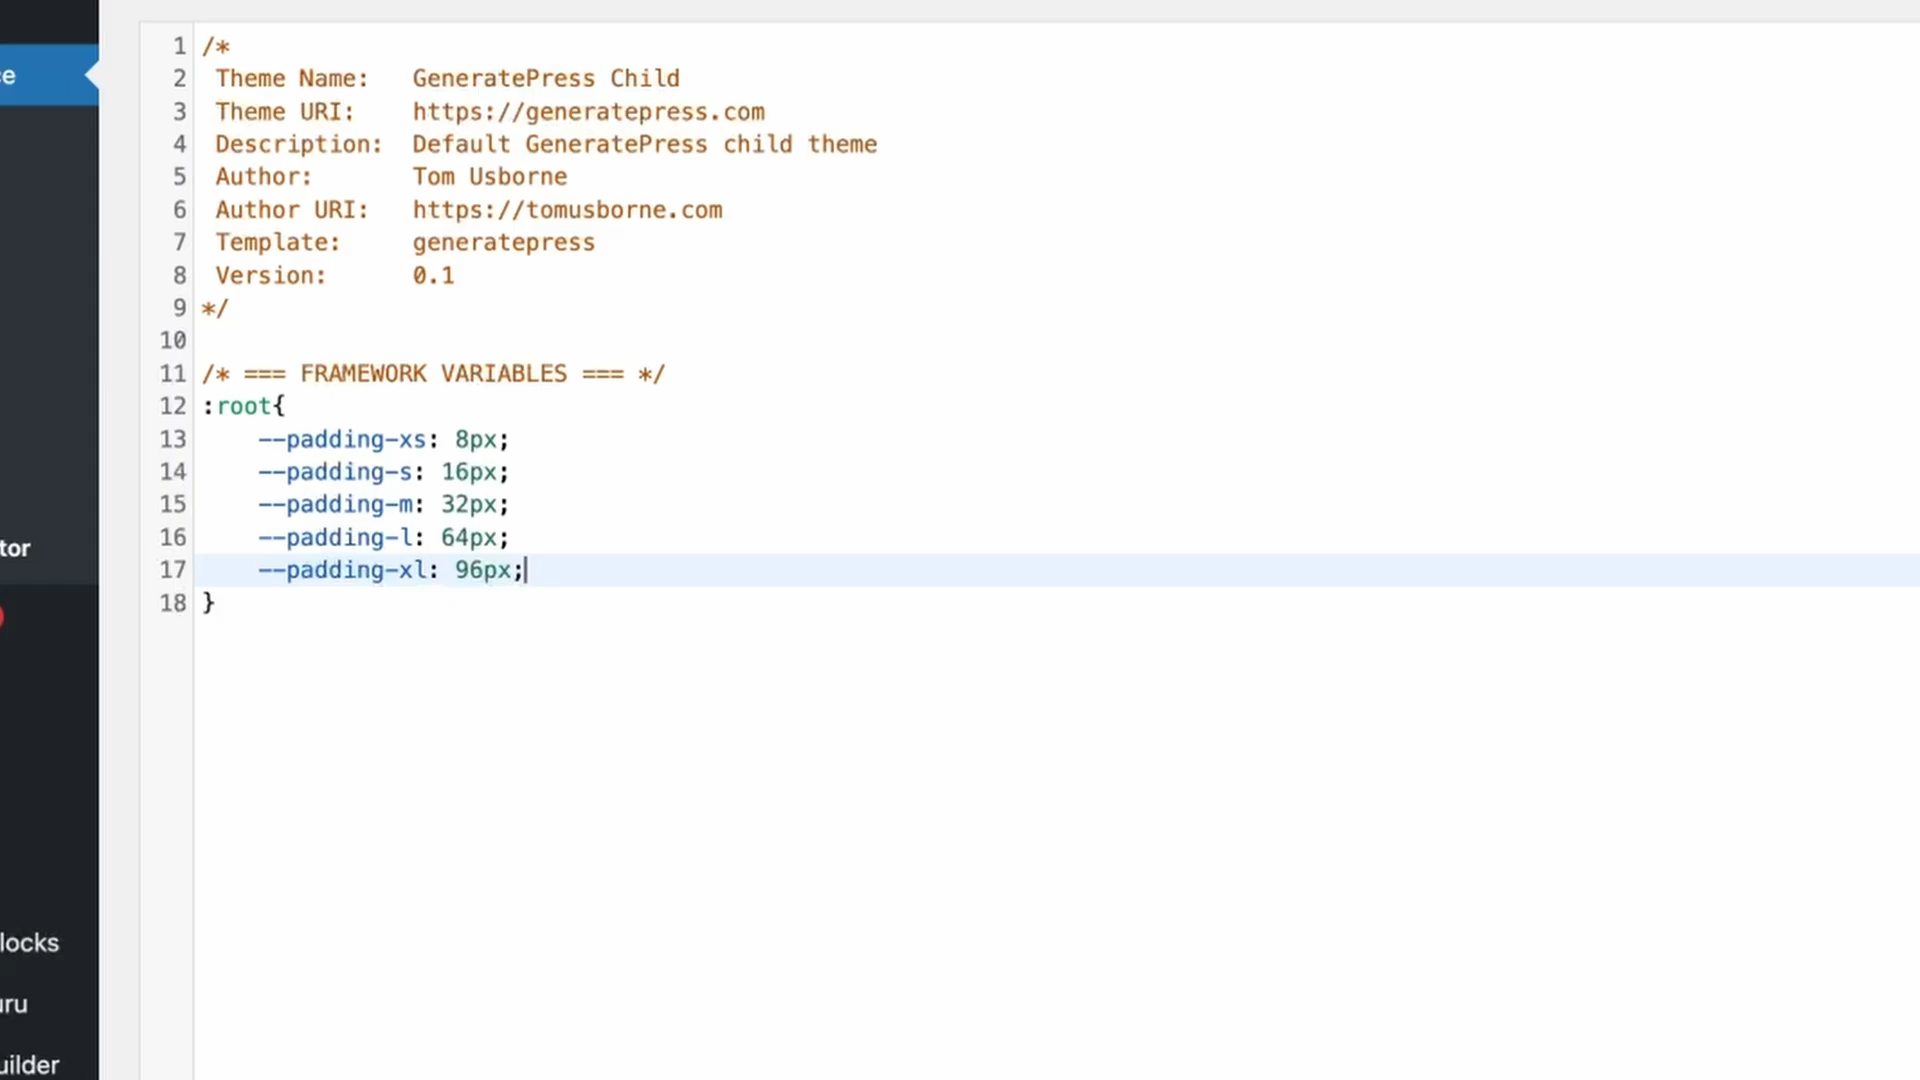 ce
tor
locks
uru
uilder
1 /*
2 Theme Name: GeneratePress Child
3 Theme URI: https://generatepress.com
4 Description: Default GeneratePress child theme
5 Author: Tom Usborne
6 Author URI: https://tomusborne.com
7 Template: generatepress
8 Version: 0.1
9 */
10
11 /* === FRAMEWORK VARIABLES === */
12 :root{
13 --padding-xs: 8px;
14 --padding-s: 16px;
15 --padding-m: 32px;
16 --padding-l: 64px;
17 --padding-xl: 96px;
18 }